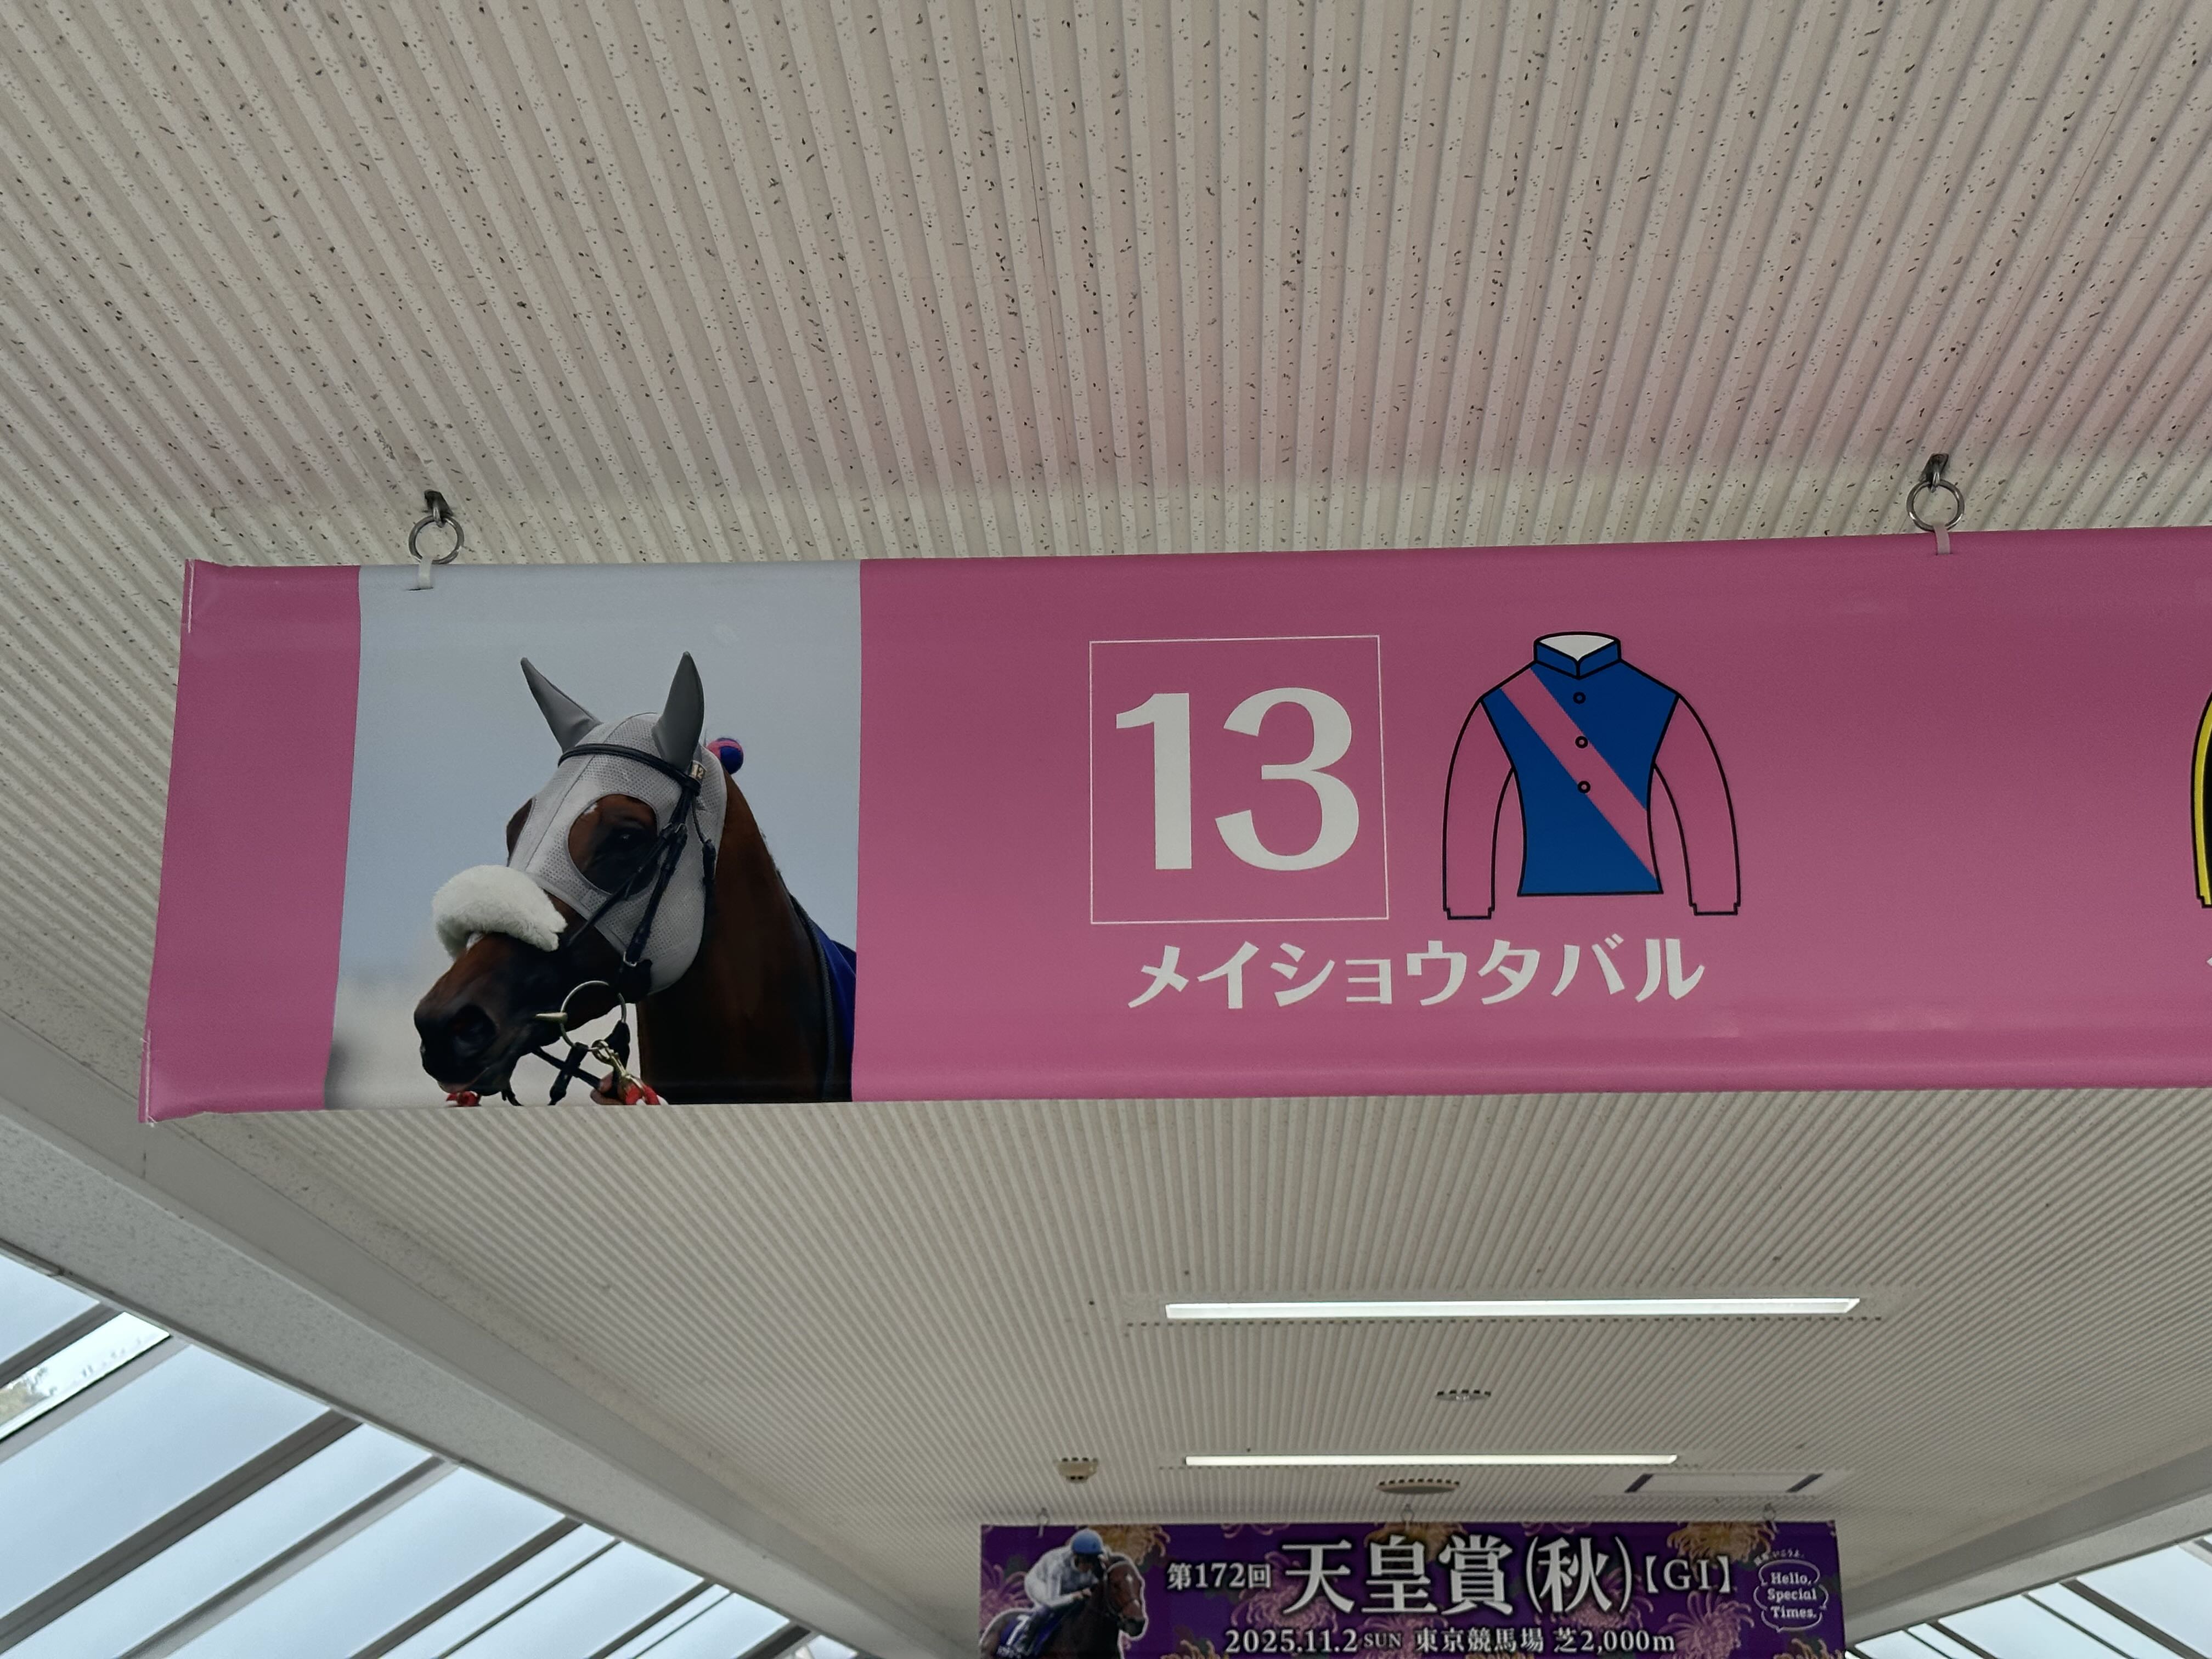 13
メイショウタバル
第172回 天皇賞(秋)【GI】
Hello,
Special
Times.
2025.11.2 SUN 東京競馬場 芝2,000m